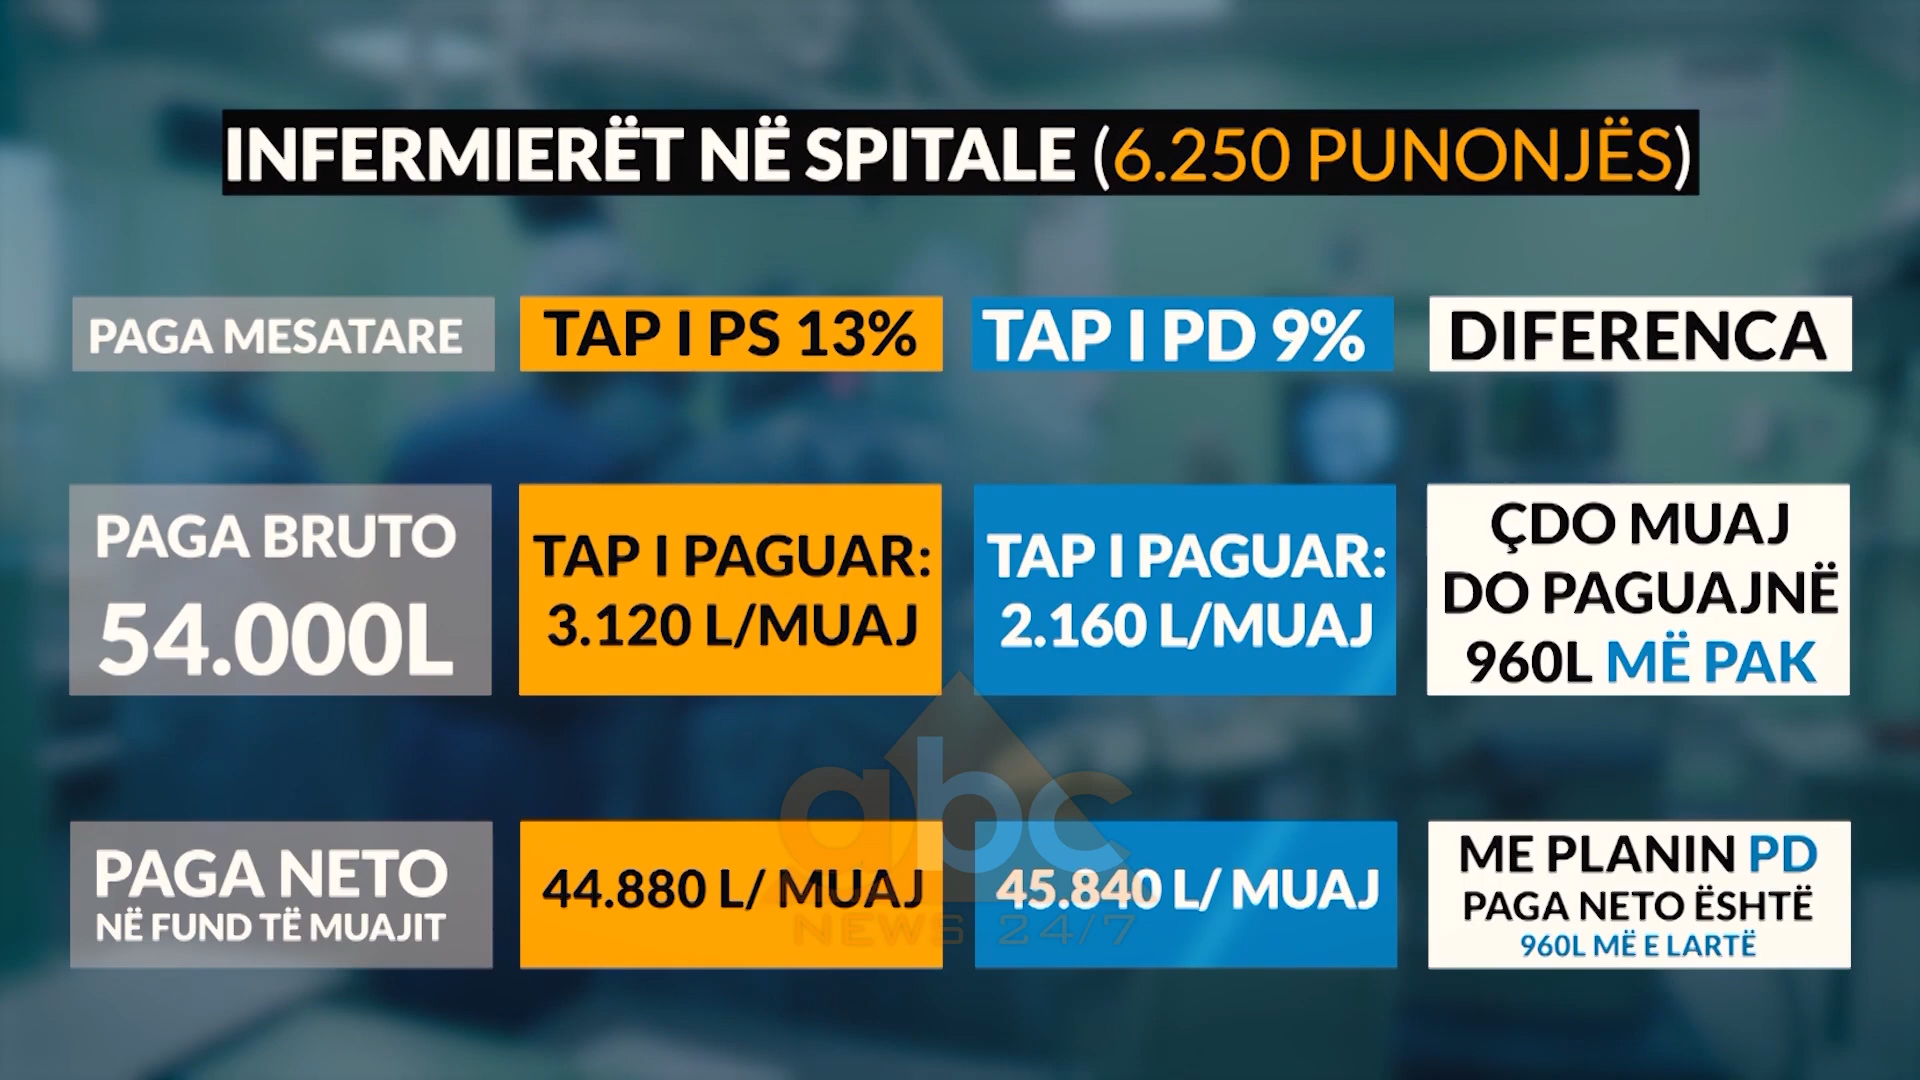 INFERMIERËT NË SPITALE (6.250 PUNONJËS)
PAGA MESATARE
TAP I PS 13%
TAP I PD 9%
DIFERENCA
PAGA BRUTO
54.000L
TAP I PAGUAR:
3.120 L/MUAJ
TAP I PAGUAR:
2.160 L/MUAJ
ÇDO MUAJ
DO PAGUAJNË
960L MË PAK
PAGA NETO
NË FUND TË MUAJIT
44.880 L/ MUAJ
45.840 L/ MUAJ
ME PLANIN PD
PAGA NETO ËSHTË
960L MË E LARTË
abc
NEWS 24/7